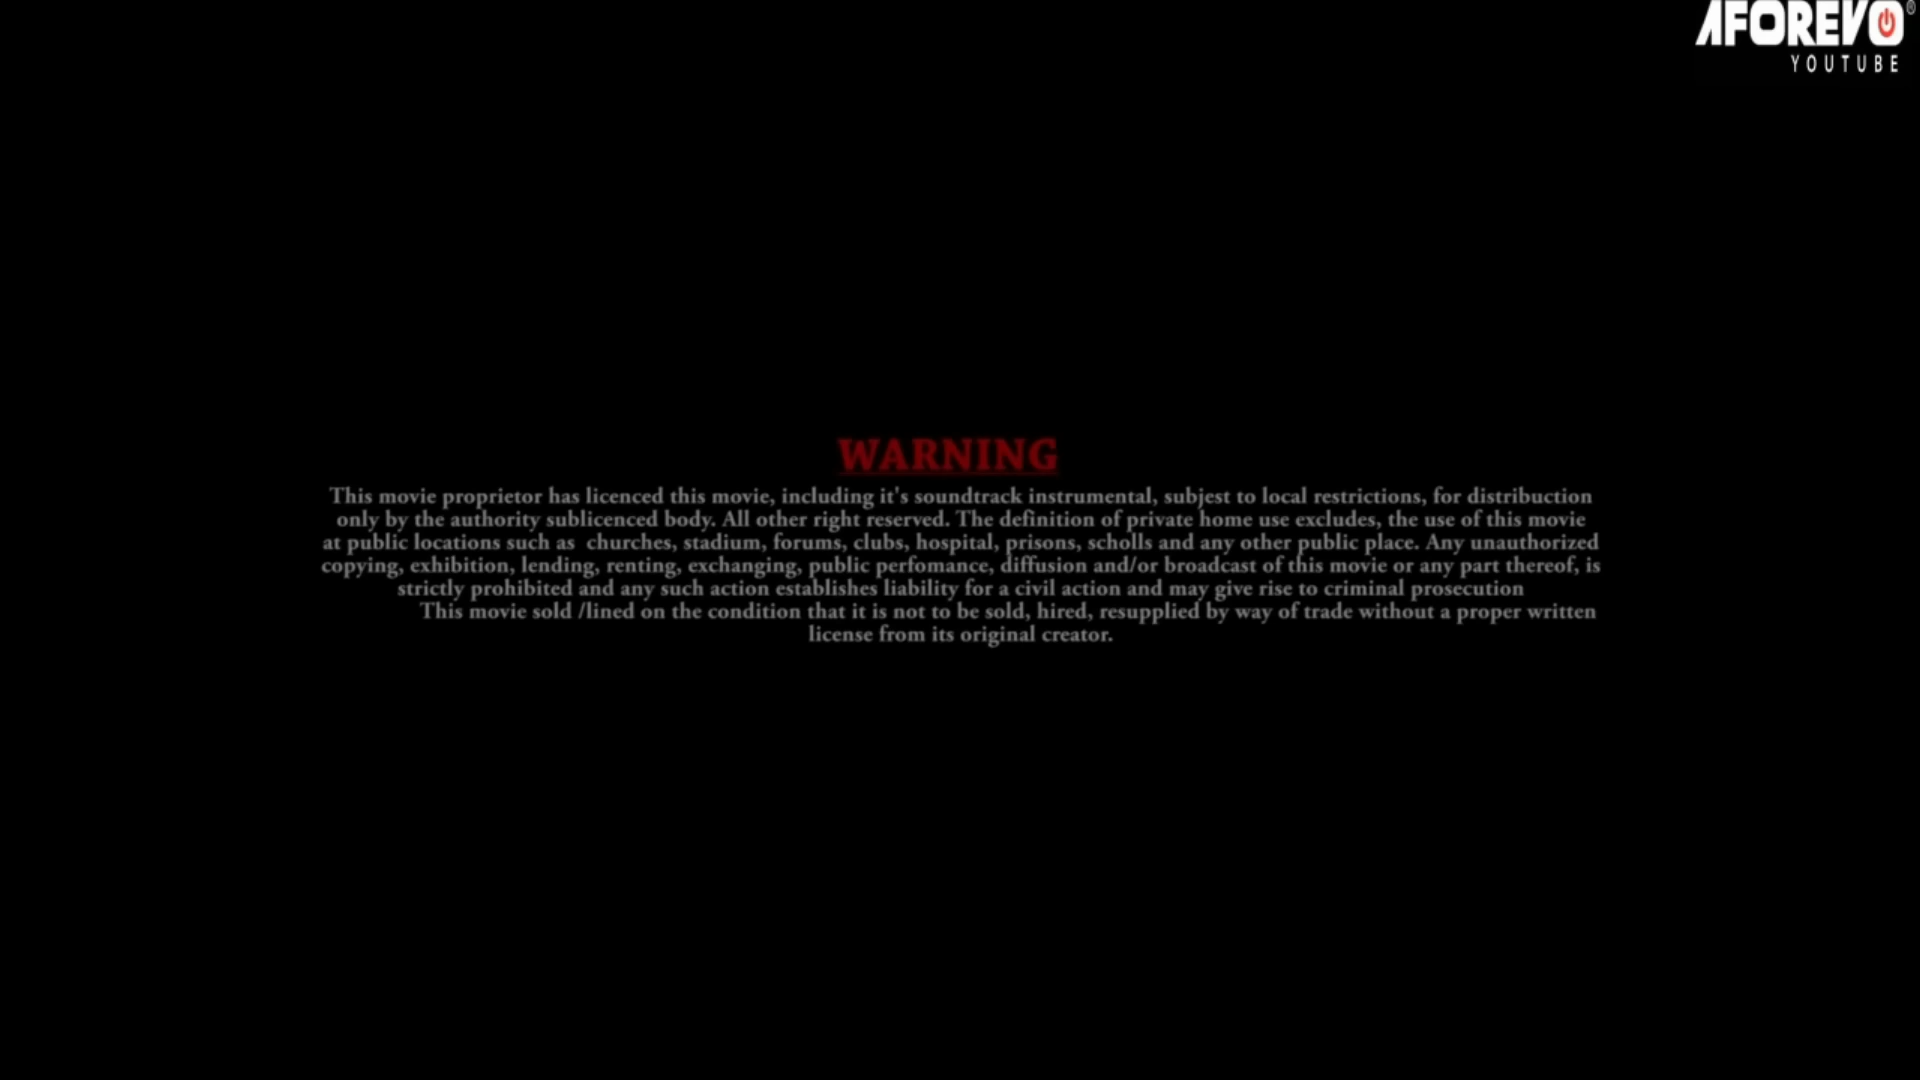 AFOREVO®
YOUTUBE
WARNING
This movie proprietor has licenced this movie, including it's soundtrack instrumental, subjest to local restrictions, for distribuction
only by the authority sublicenced body. All other right reserved. The definition of private home use excludes, the use of this movie
at public locations such as churches, stadium, forums, clubs, hospital, prisons, scholls and any other public place. Any unauthorized
copying, exhibition, lending, renting, exchanging, public perfomance, diffusion and/or broadcast of this movie or any part thereof, is
strictly prohibited and any such action establishes liability for a civil action and may give rise to criminal prosecution
This movie sold /lined on the condition that it is not to be sold, hired, resupplied by way of trade without a proper written
license from its original creator.